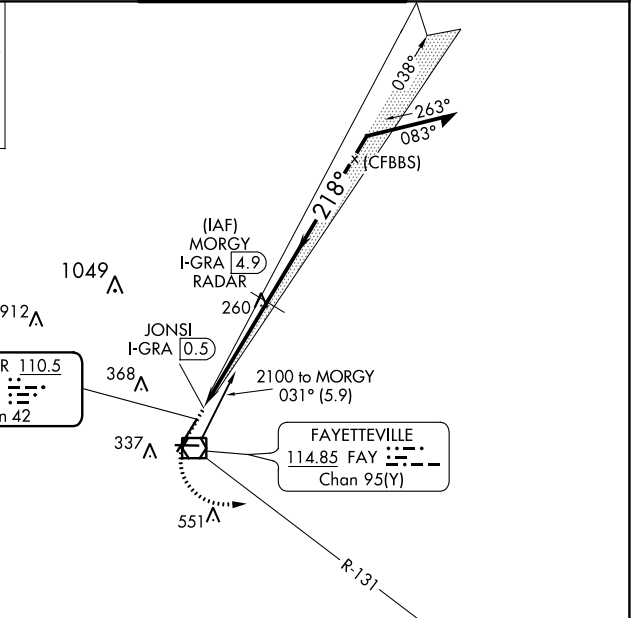 038°
263°
083°
(CFBBS)
218°
(IAF)
MORGY
I-GRA 4.9
RADAR
1049
260
912
JONSI
I-GRA 0.5
R 110.5
n 42
368
2100 to MORGY
031° (5.9)
337
FAYETTEVILLE
114.85 FAY
Chan 95(Y)
551
R-131